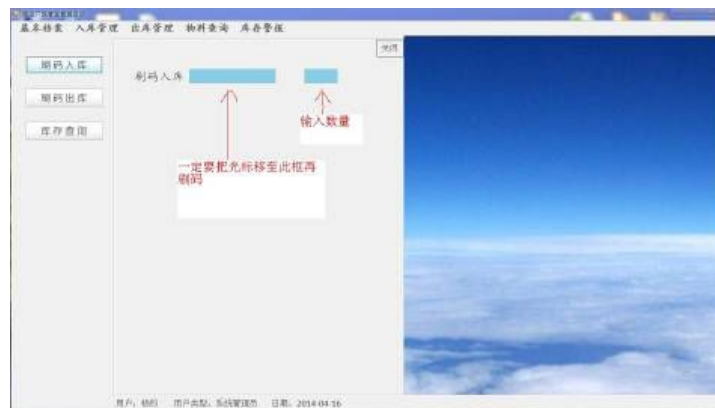 基本档案 入库管理 出库管理 物料查询 库存警报
关闭
刷码入库
刷码入库
刷码出库
输入数量
库存查询
一定要把光标移至此框再
刷码
用户: 用户类型: 系统管理员 日期: 2014-04-16